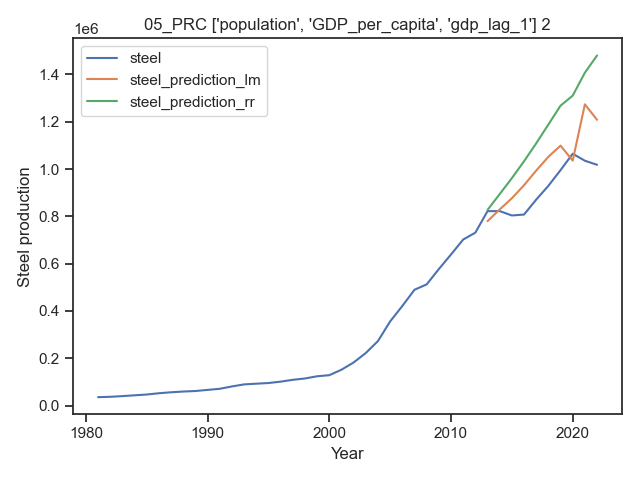 05_PRC ['population', 'GDP_per_capita', 'gdp_lag_1'] 2
1e6
steel
steel_prediction_lm
steel_prediction_rr
1.4
1.2
1.0
0.8
0.6
0.4
0.2
0.0
Steel production
1980
1990
2000
2010
2020
Year